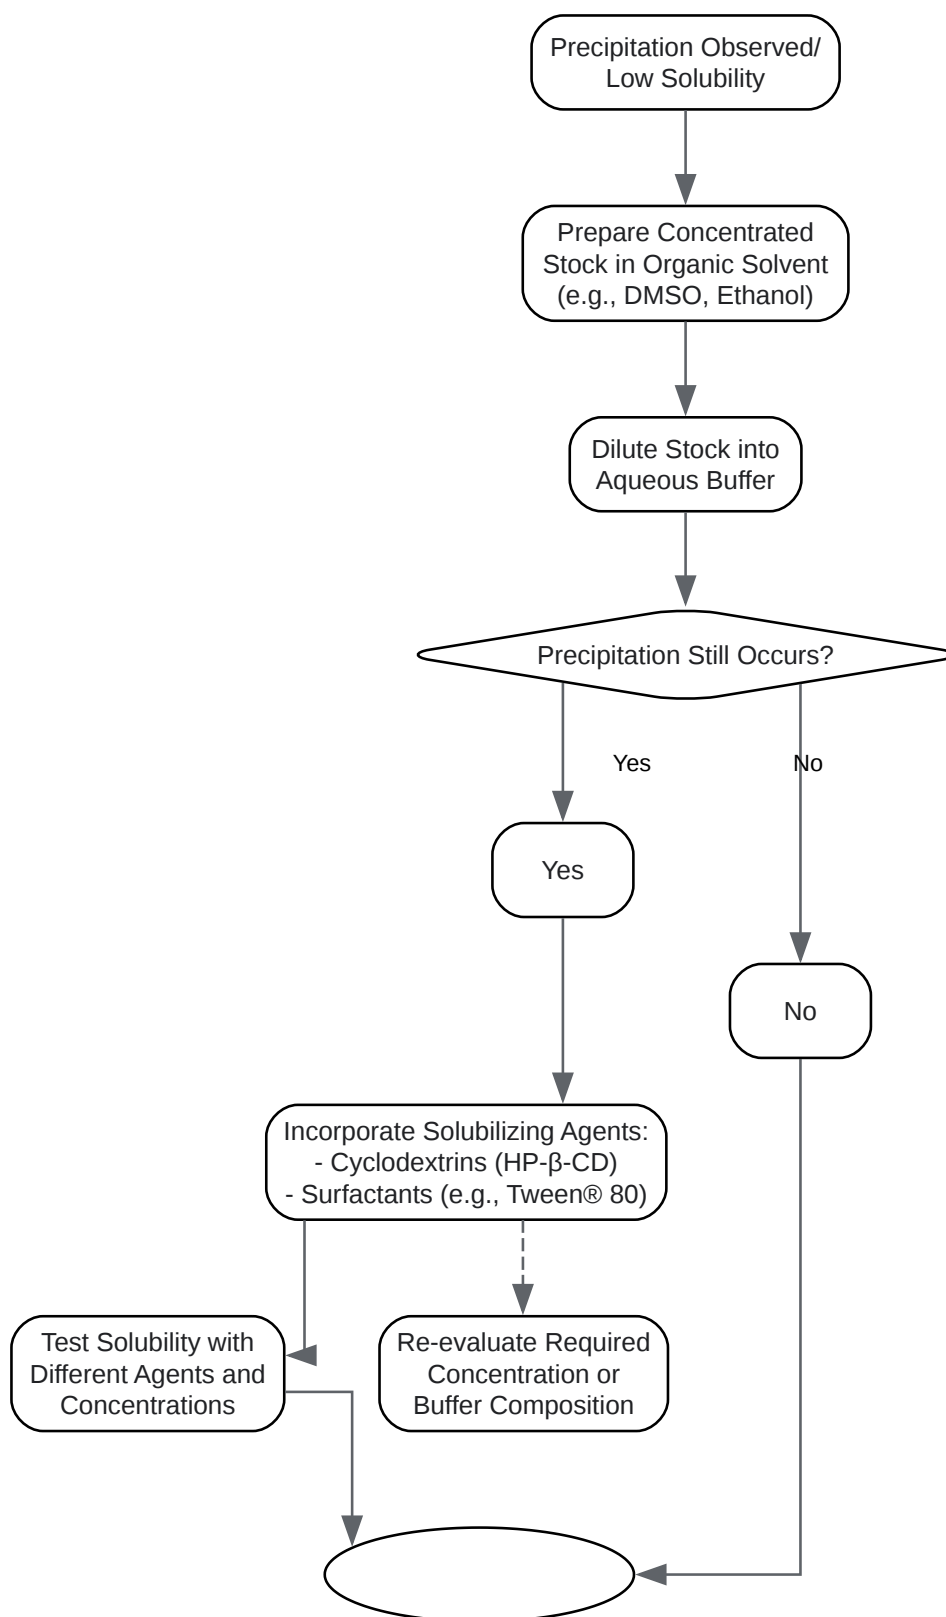 Precipitation Observed/
Low Solubility
Prepare Concentrated
Stock in Organic Solvent
(e.g., DMSO, Ethanol)
Dilute Stock into
Aqueous Buffer
Precipitation Still Occurs?
Yes
No
Yes
No
Incorporate Solubilizing Agents:
- Cyclodextrins (HP-β-CD)
- Surfactants (e.g., Tween® 80)
Test Solubility with
Different Agents and
Concentrations
Re-evaluate Required
Concentration or
Buffer Composition